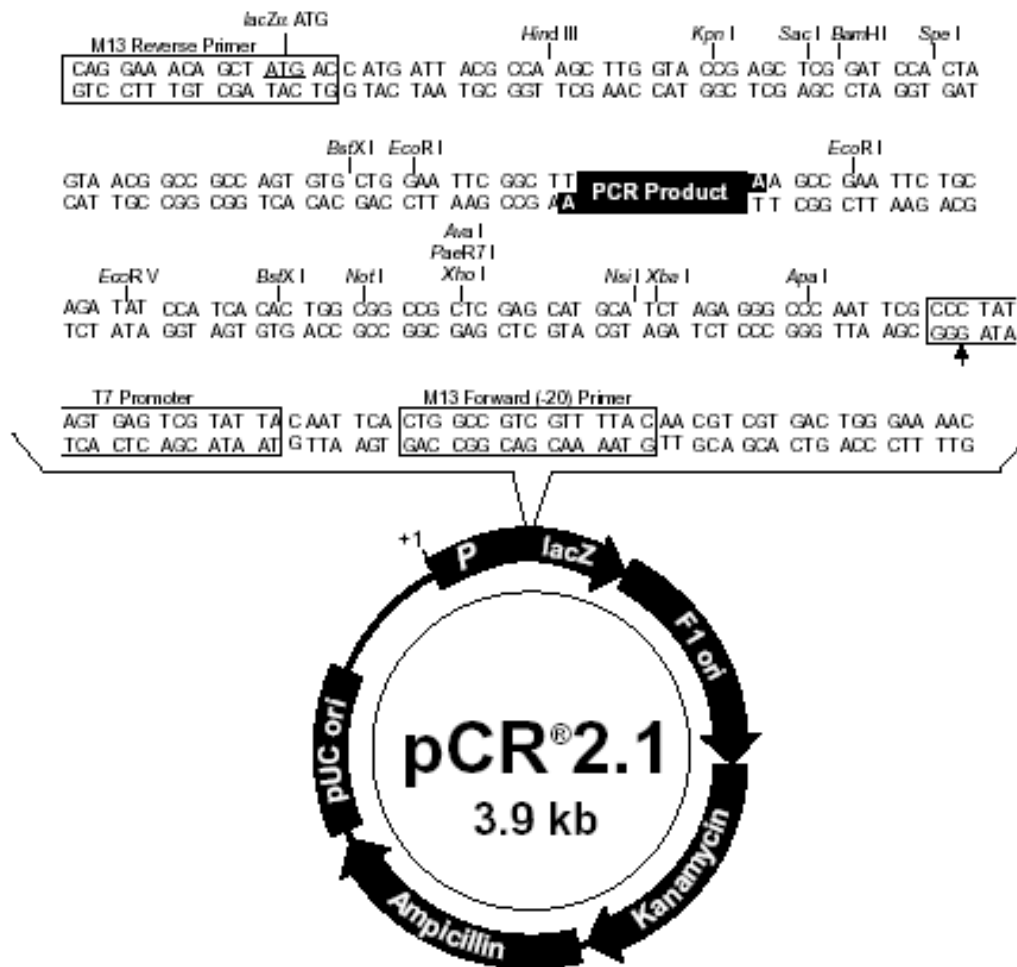 lacZα ATG
M13 Reverse Primer
Hind III Kpn I Sac I BamH I Spe I
CAG GAA ACA GCT ATG AC C ATG ATT ACG CCA AGC TTG GTA CCG AGC TCG GAT CCA CTA
GTC CTT TGT CGA TAC TG G TAC TAA TGC GGT TCG AAC CAT GGC TCG AGC CTA GGT GAT
BstX I EcoR I EcoR I
GTA ACG GCC GCC AGT GTG CTG GAA TTC GGC TT PCR Product A A GCC GAA TTC TGC
CAT TGC CGG CGG TCA CAC GAC CTT AAG CCG A A T T CGG CTT AAG ACG
Ava I
PaeR7 I
EcoR V BstX I Not I Xho I Nsi I Xba I Apa I
AGA TAT CCA TCA CAC TGG CGG CCG CTC GAG CAT GCA TCT AGA GGG CCC AAT TCG CCC TAT
TCT ATA GGT AGT GTG ACC GCC GGC GAG CTC GTA CGT AGA TCT CCC GGG TTA AGC GGG ATA
T7 Promoter M13 Forward (-20) Primer
AGT GAG TCG TAT TA C AAT TCA CTG GCC GTC GTT TTA C AA CGT CGT GAC TGG GAA AAC
TCA CTC AGC ATA AT G TTA AGT GAC CGG CAG CAA AAT G TT GCA GCA CTG ACC CTT TTG
+1
P lacZ
F1 ori
pUC ori
pCR®2.1
3.9 kb
Kanamycin
Ampicillin